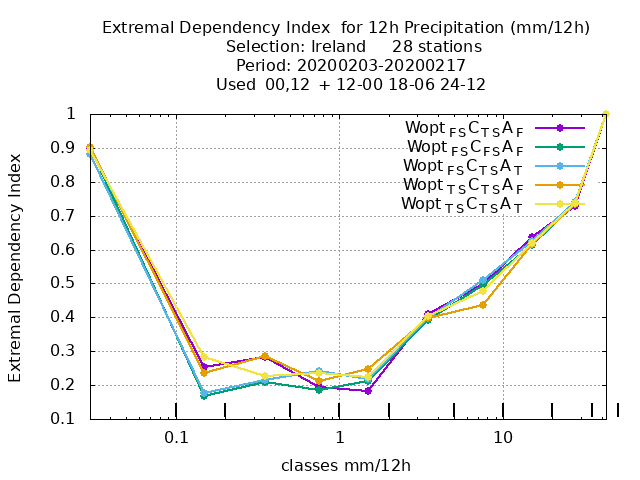 Extremal Dependency Index  for 12h Precipitation (mm/12h)
Selection: Ireland     28 stations
Period: 20200203-20200217
Used  00,12  + 12-00 18-06 24-12
Wopt FS C TS A F
Wopt FS C FS A F
Wopt FS C TS A T
Wopt TS C TS A F
Wopt TS C TS A T
Extremal Dependency Index
1
0.9
0.8
0.7
0.6
0.5
0.4
0.3
0.2
0.1
0.1 1 10
classes mm/12h